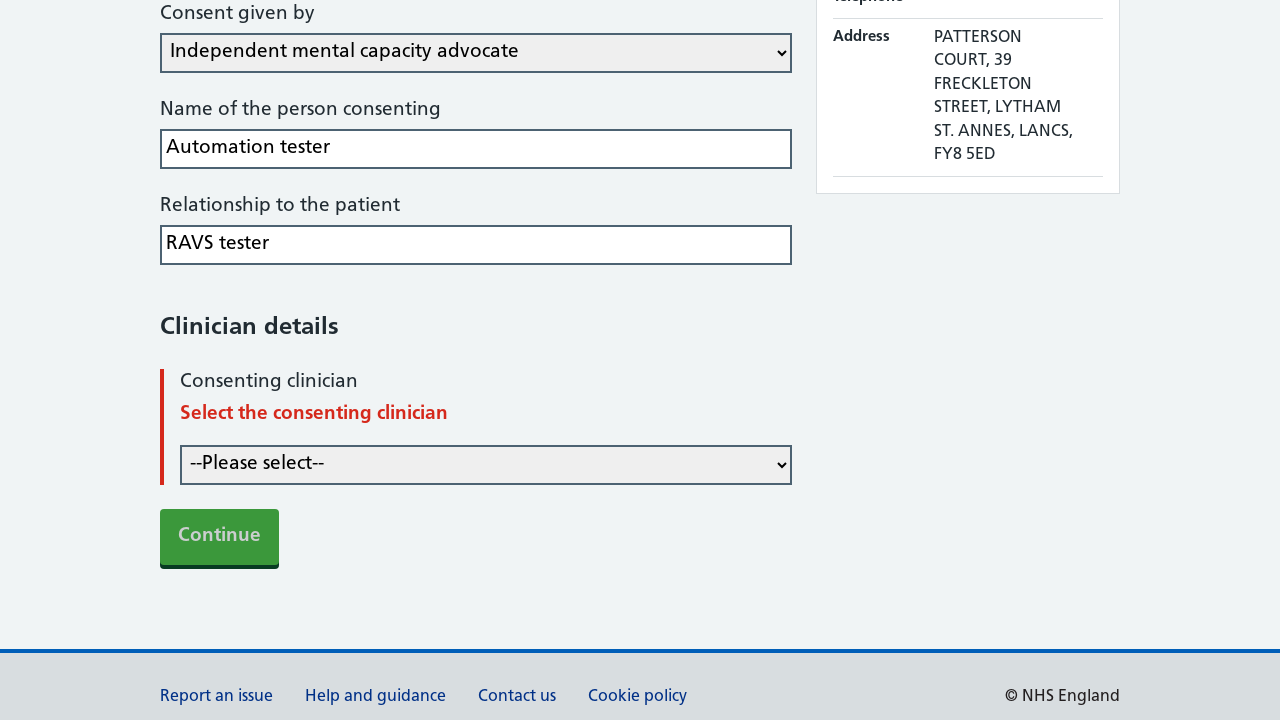 Consent given by
Independent mental capacity advocate
Name of the person consenting
Automation tester
Relationship to the patient
RAVS tester
Clinician details
Consenting clinician
Select the consenting clinician
--Please select--
Continue
Address
PATTERSON
COURT, 39
FRECKLETON
STREET, LYTHAM
ST. ANNES, LANCS,
FY8 5ED
Report an issue
Help and guidance
Contact us
Cookie policy
© NHS England